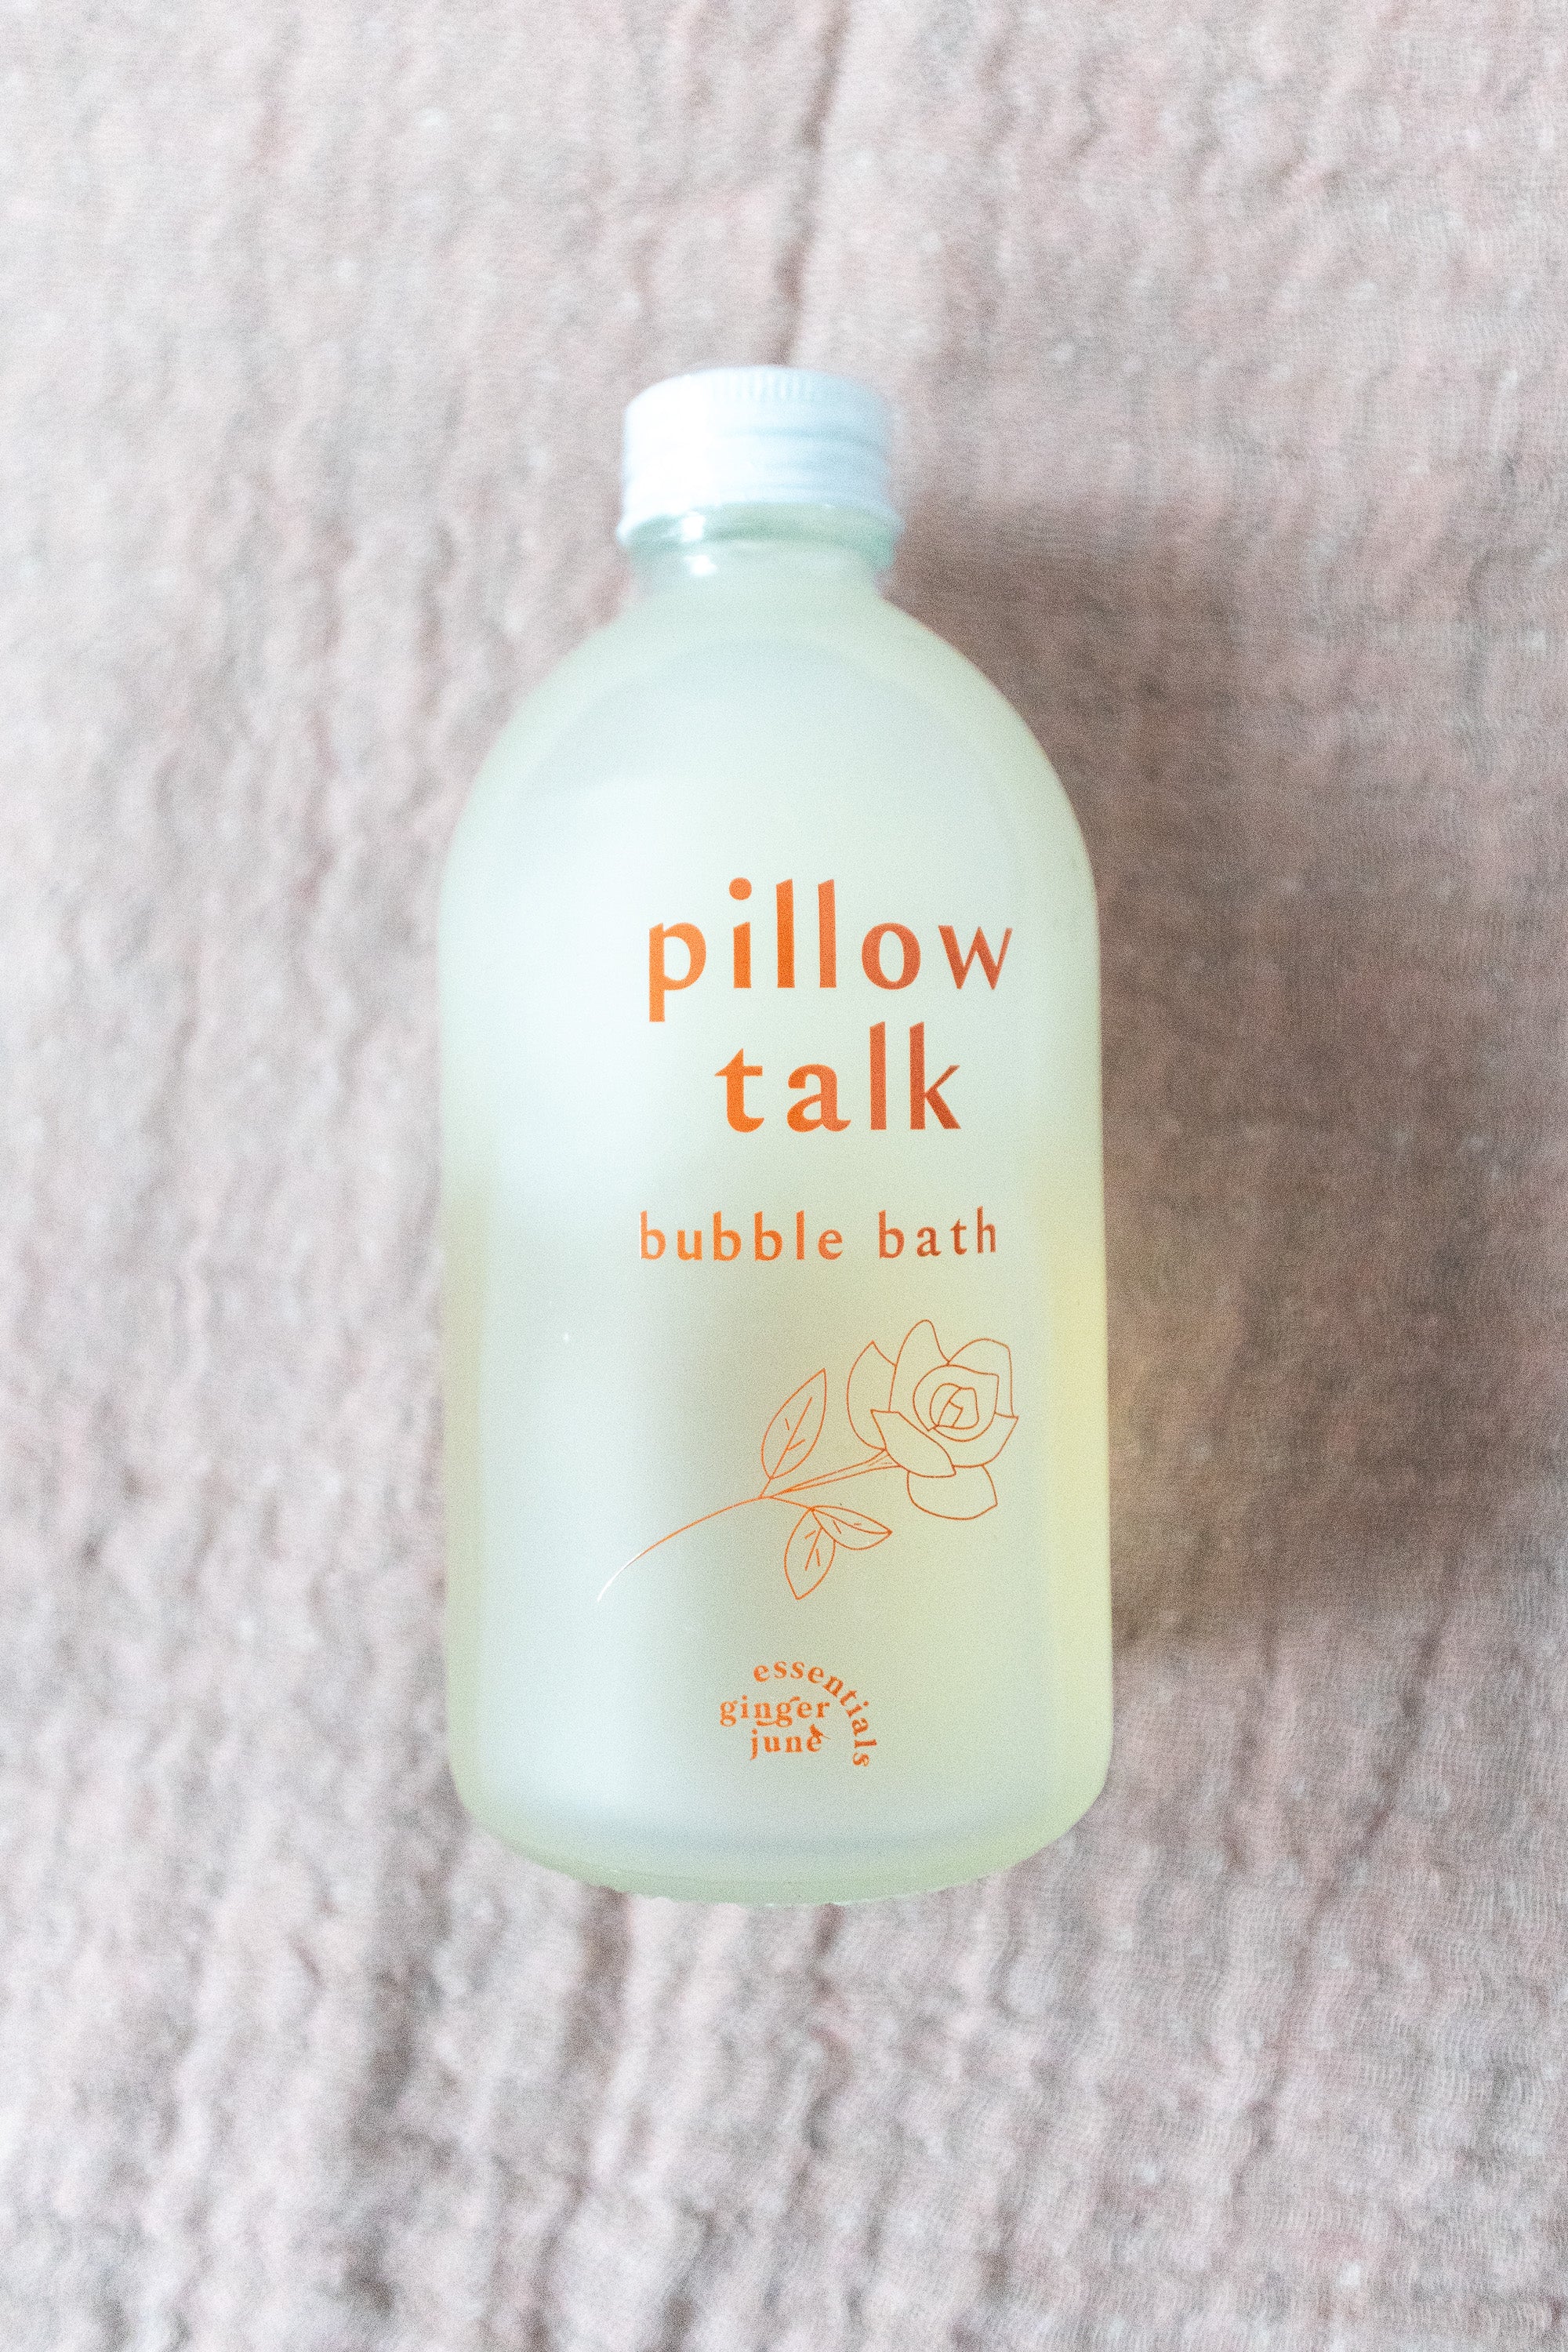 pillow
talk
bubble bath
essentials
ginger
june